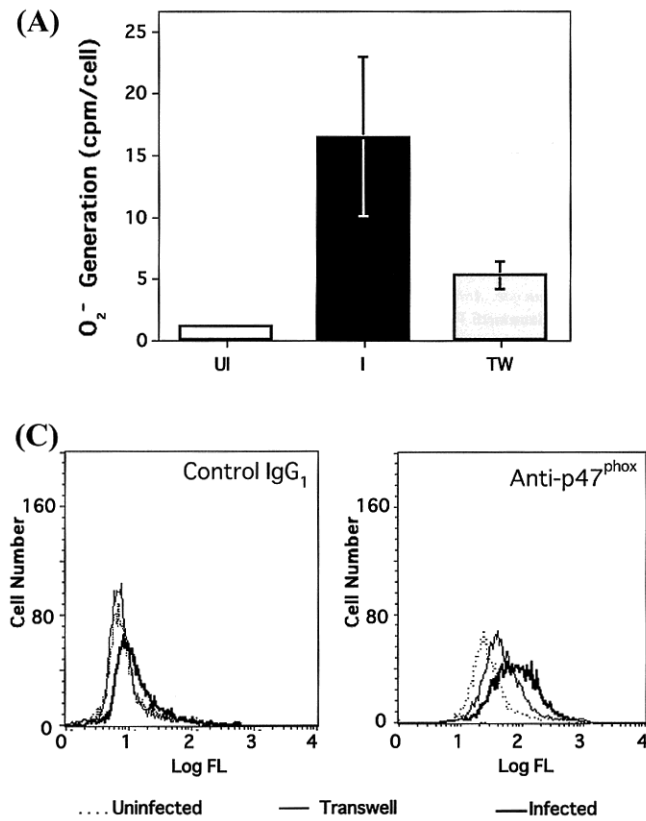 (A)
O₂⁻ Generation (cpm/cell)
25
20
15
10
5
0
UI I TW
(C)
Control IgG₁
Cell Number
160
80
0
0 1 2 3 4
Log FL
Anti-p47ᵖʰᵒˣ
Cell Number
160
80
0
0 1 2 3 4
Log FL
.... Uninfected — Transwell — Infected